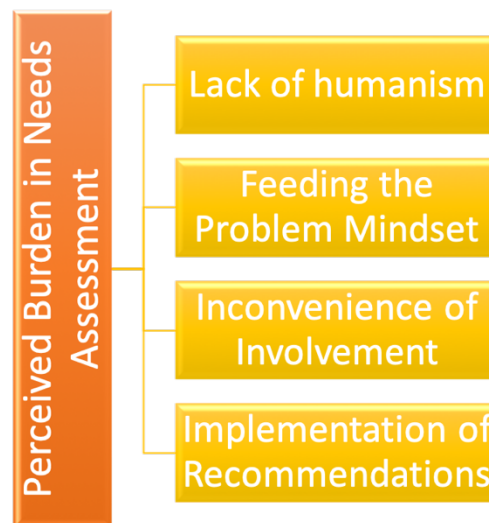 Perceived Burden in Needs
Assessment
Lack of humanism
Feeding the
Problem Mindset
Inconvenience of
Involvement
Implementation of
Recommendations